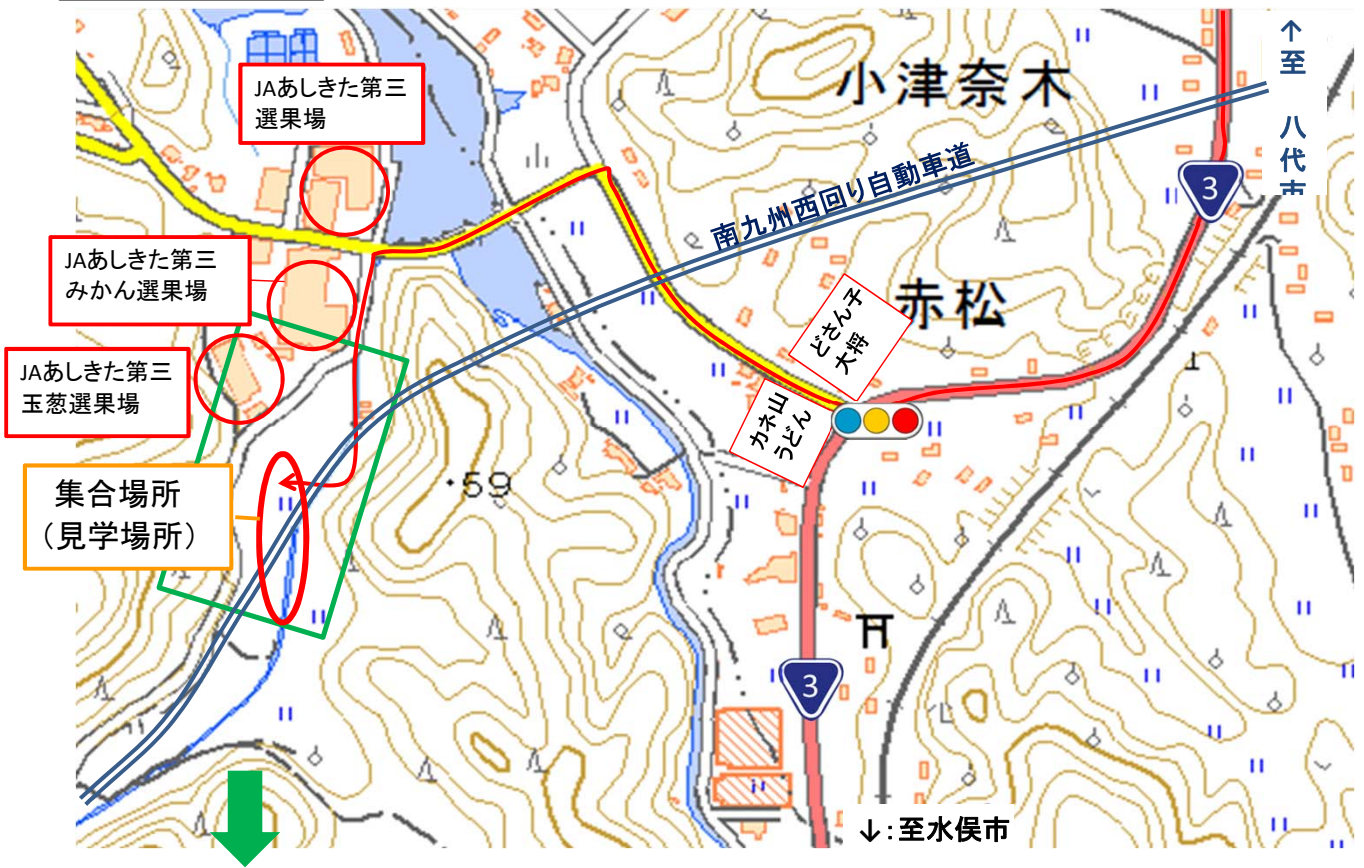 ↑至 八代市
小津奈木
JAあしきた第三
選果場
3
南九州西回り自動車道
JAあしきた第三
みかん選果場
赤松
どさん子
大将
JAあしきた第三
玉葱選果場
カネ山
うどん
集合場所
（見学場所）
・59
3
↓：至水俣市